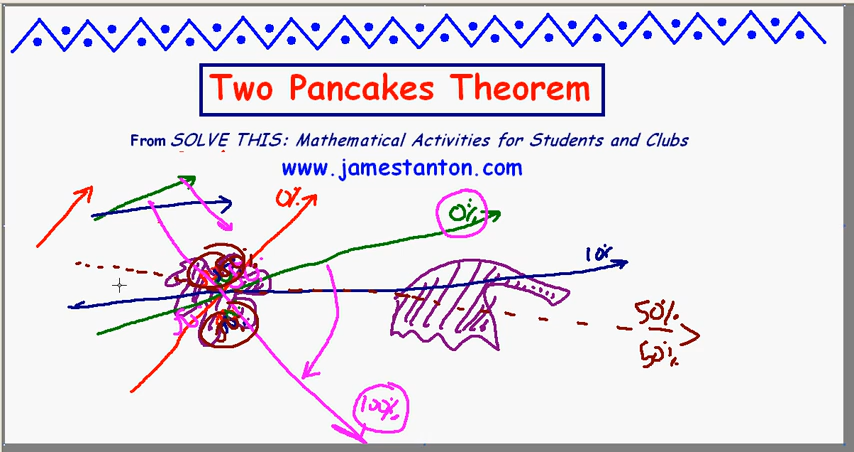 Two Pancakes Theorem
From SOLVE THIS: Mathematical Activities for Students and Clubs
www.jamestanton.com
0%
0%
10%
50%
50%
100%